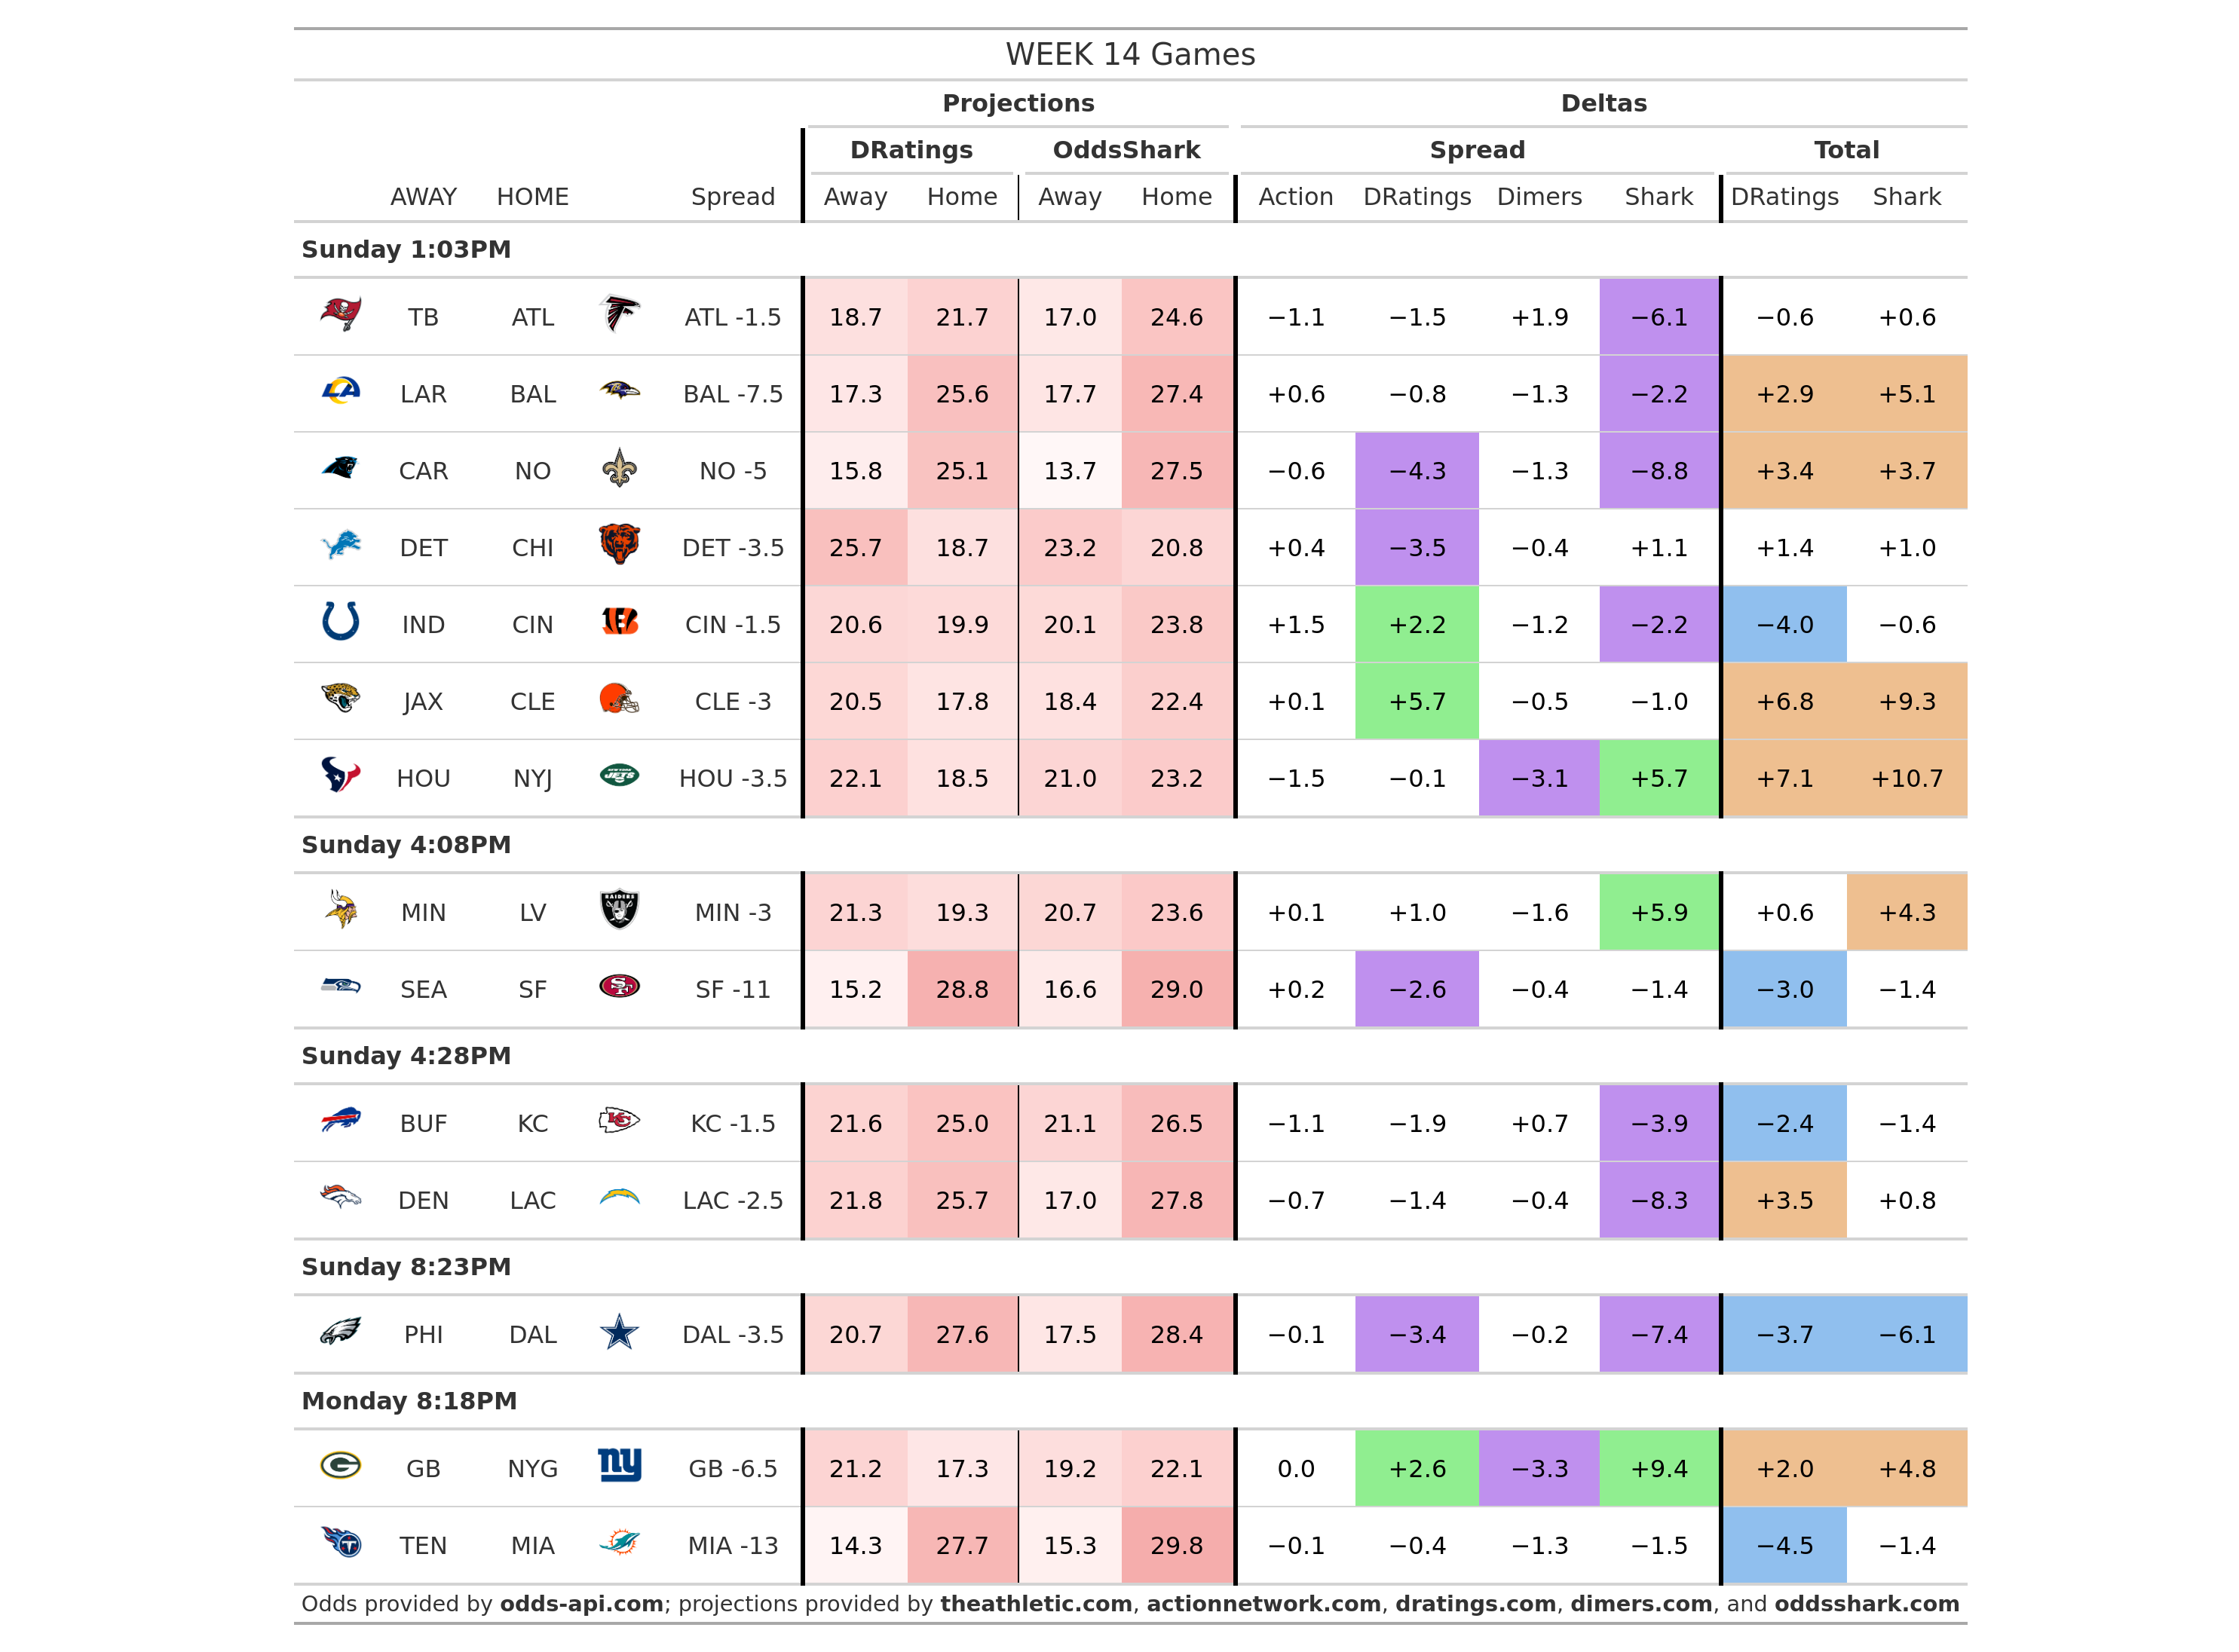 WEEK 14 Games
Projections Deltas
DRatings OddsShark Spread Total
AWAY HOME Spread Away Home Away Home Action DRatings Dimers Shark DRatings Shark
Sunday 1:03PM
TB ATL ATL -1.5 18.7 21.7 17.0 24.6 −1.1 −1.5 +1.9 −6.1 −0.6 +0.6
LAR BAL BAL -7.5 17.3 25.6 17.7 27.4 +0.6 −0.8 −1.3 −2.2 +2.9 +5.1
CAR NO NO -5 15.8 25.1 13.7 27.5 −0.6 −4.3 −1.3 −8.8 +3.4 +3.7
DET CHI DET -3.5 25.7 18.7 23.2 20.8 +0.4 −3.5 −0.4 +1.1 +1.4 +1.0
IND CIN CIN -1.5 20.6 19.9 20.1 23.8 +1.5 +2.2 −1.2 −2.2 −4.0 −0.6
JAX CLE CLE -3 20.5 17.8 18.4 22.4 +0.1 +5.7 −0.5 −1.0 +6.8 +9.3
HOU NYJ JETS HOU -3.5 22.1 18.5 21.0 23.2 −1.5 −0.1 −3.1 +5.7 +7.1 +10.7
Sunday 4:08PM
MIN LV RAIDERS MIN -3 21.3 19.3 20.7 23.6 +0.1 +1.0 −1.6 +5.9 +0.6 +4.3
SEA SF SF SF -11 15.2 28.8 16.6 29.0 +0.2 −2.6 −0.4 −1.4 −3.0 −1.4
Sunday 4:28PM
BUF KC KC KC -1.5 21.6 25.0 21.1 26.5 −1.1 −1.9 +0.7 −3.9 −2.4 −1.4
DEN LAC LAC -2.5 21.8 25.7 17.0 27.8 −0.7 −1.4 −0.4 −8.3 +3.5 +0.8
Sunday 8:23PM
PHI DAL DAL -3.5 20.7 27.6 17.5 28.4 −0.1 −3.4 −0.2 −7.4 −3.7 −6.1
Monday 8:18PM
G GB NYG ny GB -6.5 21.2 17.3 19.2 22.1 0.0 +2.6 −3.3 +9.4 +2.0 +4.8
T TEN MIA MIA -13 14.3 27.7 15.3 29.8 −0.1 −0.4 −1.3 −1.5 −4.5 −1.4
Odds provided by odds-api.com; projections provided by theathletic.com, actionnetwork.com, dratings.com, dimers.com, and oddsshark.com